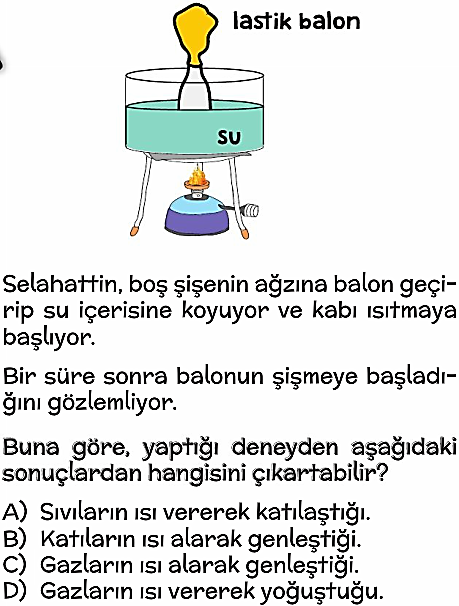 lastik balon
su
Selahattin, boş şişenin ağzına balon geçi-
rip su içerisine koyuyor ve kabı ısıtmaya
başlıyor.
Bir süre sonra balonun şişmeye başladı-
ğını gözlemliyor.
Buna göre, yaptığı deneyden aşağıdaki
sonuçlardan hangisini çıkartabilir?
A) Sıvıların ısı vererek katılaştığı.
B) Katıların ısı alarak genleştiği.
C) Gazların ısı alarak genleştiği.
D) Gazların ısı vererek yoğuştuğu.